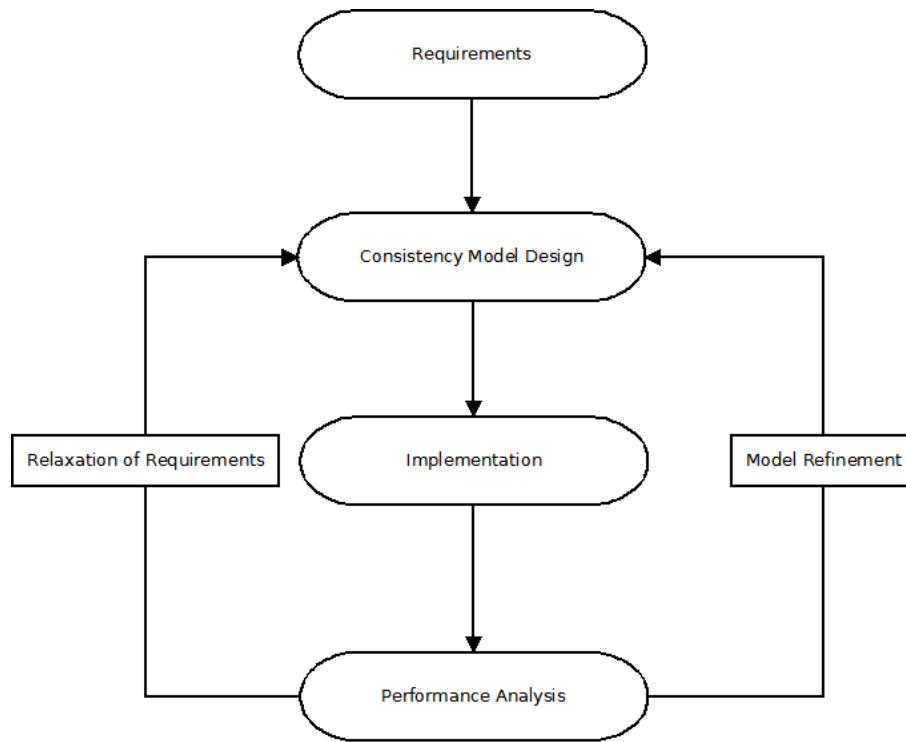 Requirements
Consistency Model Design
Relaxation of Requirements
Implementation
Model Refinement
Performance Analysis